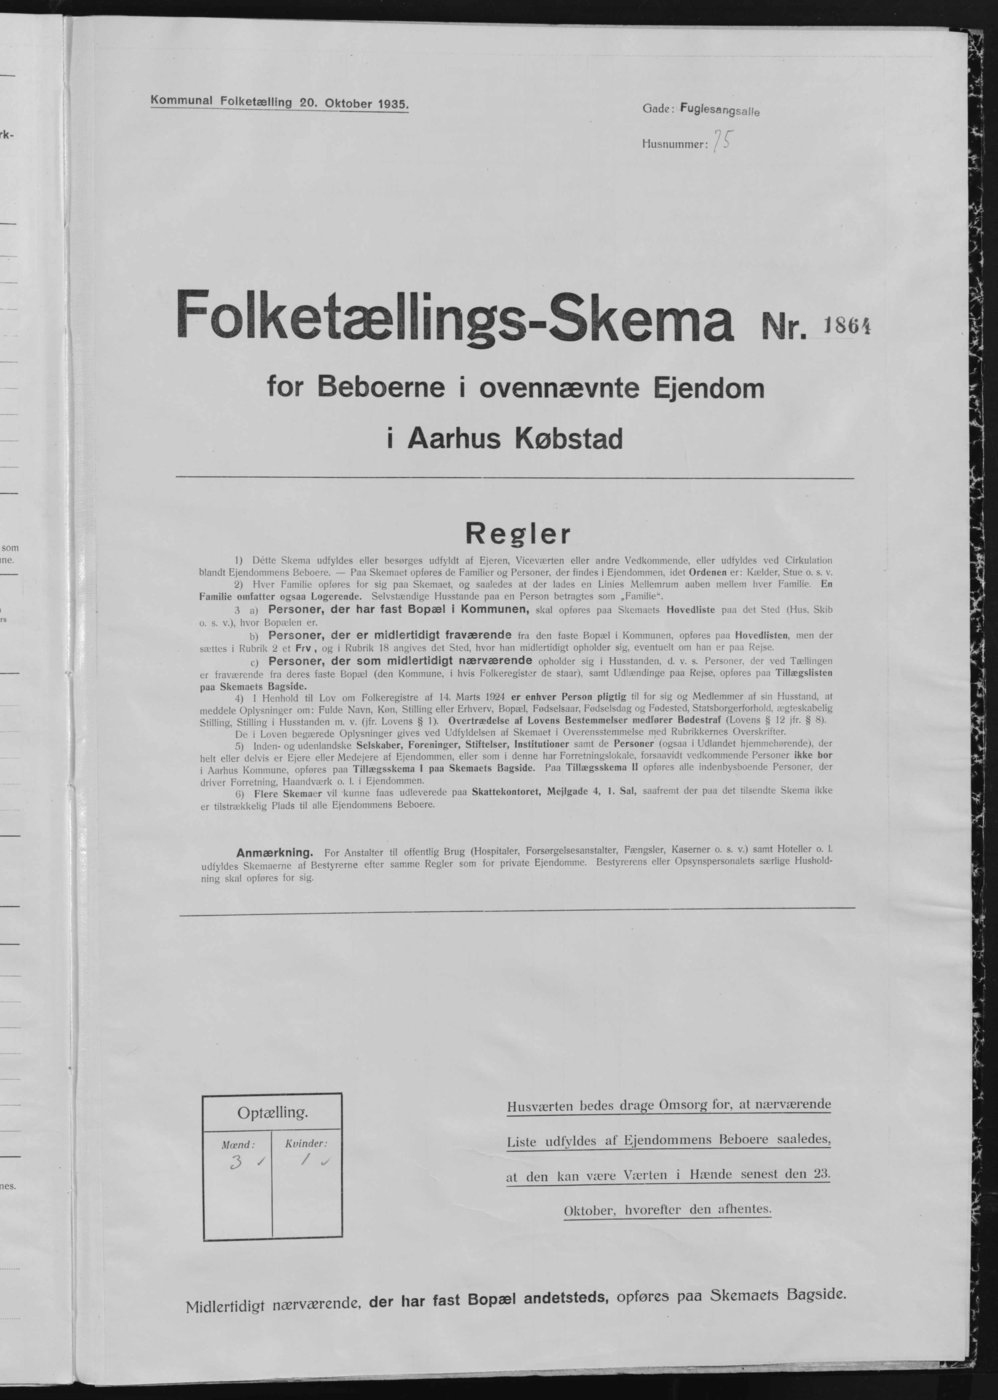 Kommunal Folketælling 20. Oktober 1935.
Gade: Fuglesangsalle
Husnummer: 75
Folketællings-Skema Nr. 1864
for Beboerne i ovennævnte Ejendom
i Aarhus Købstad
Regler
1) Dette Skema udfyldes eller besørges udfyldt af Ejeren, Viceværten eller andre Vedkommende, eller udfyldes ved Cirkulation
blandt Ejendommens Beboere. — Paa Skemaet opføres de Familier og Personer, der findes i Ejendommen, idet Ordenen er: Kælder, Stue o. s. v.
2) Hver Familie opføres for sig paa Skemaet, og saaledes at der lades en Linies Mellemrum aaben mellem hver Familie. En
Familie omfatter ogsaa Logerende. Selvstændige Husstande paa en Person betragtes som „Familie“.
3 a) Personer, der har fast Bopæl i Kommunen, skal opføres paa Skemaets Hovedliste paa det Sted (Hus, Skib
o. s. v.), hvor Bopælen er.
b) Personer, der er midlertidigt fraværende fra den faste Bopæl i Kommunen, opføres paa Hovedlisten, men der
sættes i Rubrik 2 et Frv, og i Rubrik 18 angives det Sted, hvor han midlertidigt opholder sig, eventuelt om han er paa Rejse.
c) Personer, der som midlertidigt nærværende opholder sig i Husstanden, d. v. s. Personer, der ved Tællingen
er fraværende fra deres faste Bopæl (den Kommune, i hvis Folkeregister de staar), samt Udlændinge paa Rejse, opføres paa Tillægslisten
paa Skemaets Bagside.
4) I Henhold til Lov om Folkeregistre af 14. Marts 1924 er enhver Person pligtig til for sig og Medlemmer af sin Husstand, at
meddele Oplysninger om: Fulde Navn, Køn, Stilling eller Erhverv, Bopæl, Fødselsaar, Fødselsdag og Fødested, Statsborgerforhold, ægteskabelig
Stilling, Stilling i Husstanden m. v. (jfr. Lovens § 1). Overtrædelse af Lovens Bestemmelser medfører Bødestraf (Lovens § 12 jfr. § 8).
De i Loven begærede Oplysninger gives ved Udfyldelsen af Skemaet i Overensstemmelse med Rubrikkernes Overskrifter.
5) Inden- og udenlandske Selskaber, Foreninger, Stiftelser, Institutioner samt de Personer (ogsaa i Udlandet hjemmehørende), der
helt eller delvis er Ejere eller Medejere af Ejendommen, eller som i denne har Forretningslokale, forsaavidt vedkommende Personer ikke bor
i Aarhus Kommune, opføres paa Tillægsskema I paa Skemaets Bagside. Paa Tillægsskema II opføres alle indenbysboende Personer, der
driver Forretning, Haandværk o. l. i Ejendommen.
6) Flere Skemaer vil kunne faas udleverede paa Skattekontoret, Mejlgade 4, 1. Sal, saafremt der paa det tilsendte Skema ikke
er tilstrækkelig Plads til alle Ejendommens Beboere.
Anmærkning. For Anstalter til offentlig Brug (Hospitaler, Forsørgelsesanstalter, Fængsler, Kaserner o. s. v.) samt Hoteller o. l.
udfyldes Skemaerne af Bestyrerne efter samme Regler som for private Ejendomme. Bestyrerens eller Opsynspersonalets særlige Hushold-
ning skal opføres for sig.
Optælling.
Mænd: Kvinder:
3 ✓ 1 ✓
Husværten bedes drage Omsorg for, at nærværende
Liste udfyldes af Ejendommens Beboere saaledes,
at den kan være Værten i Hænde senest den 23.
Oktober, hvorefter den afhentes.
Midlertidigt nærværende, der har fast Bopæl andetsteds, opføres paa Skemaets Bagside.